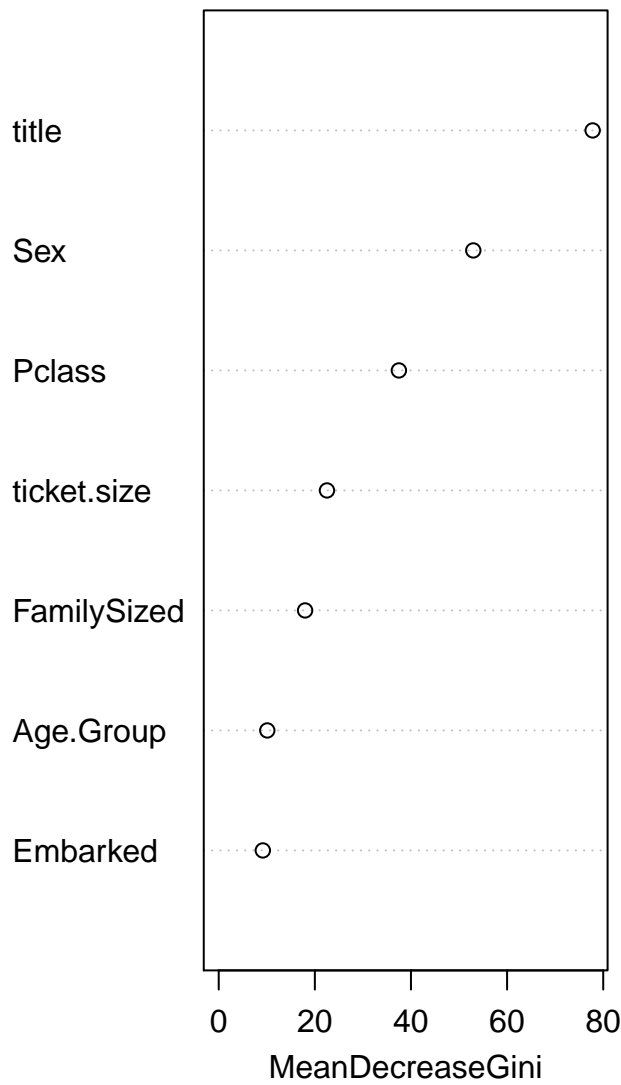 title
Sex
Pclass
ticket.size
FamilySized
Age.Group
Embarked
0 20 40 60 80
MeanDecreaseGini